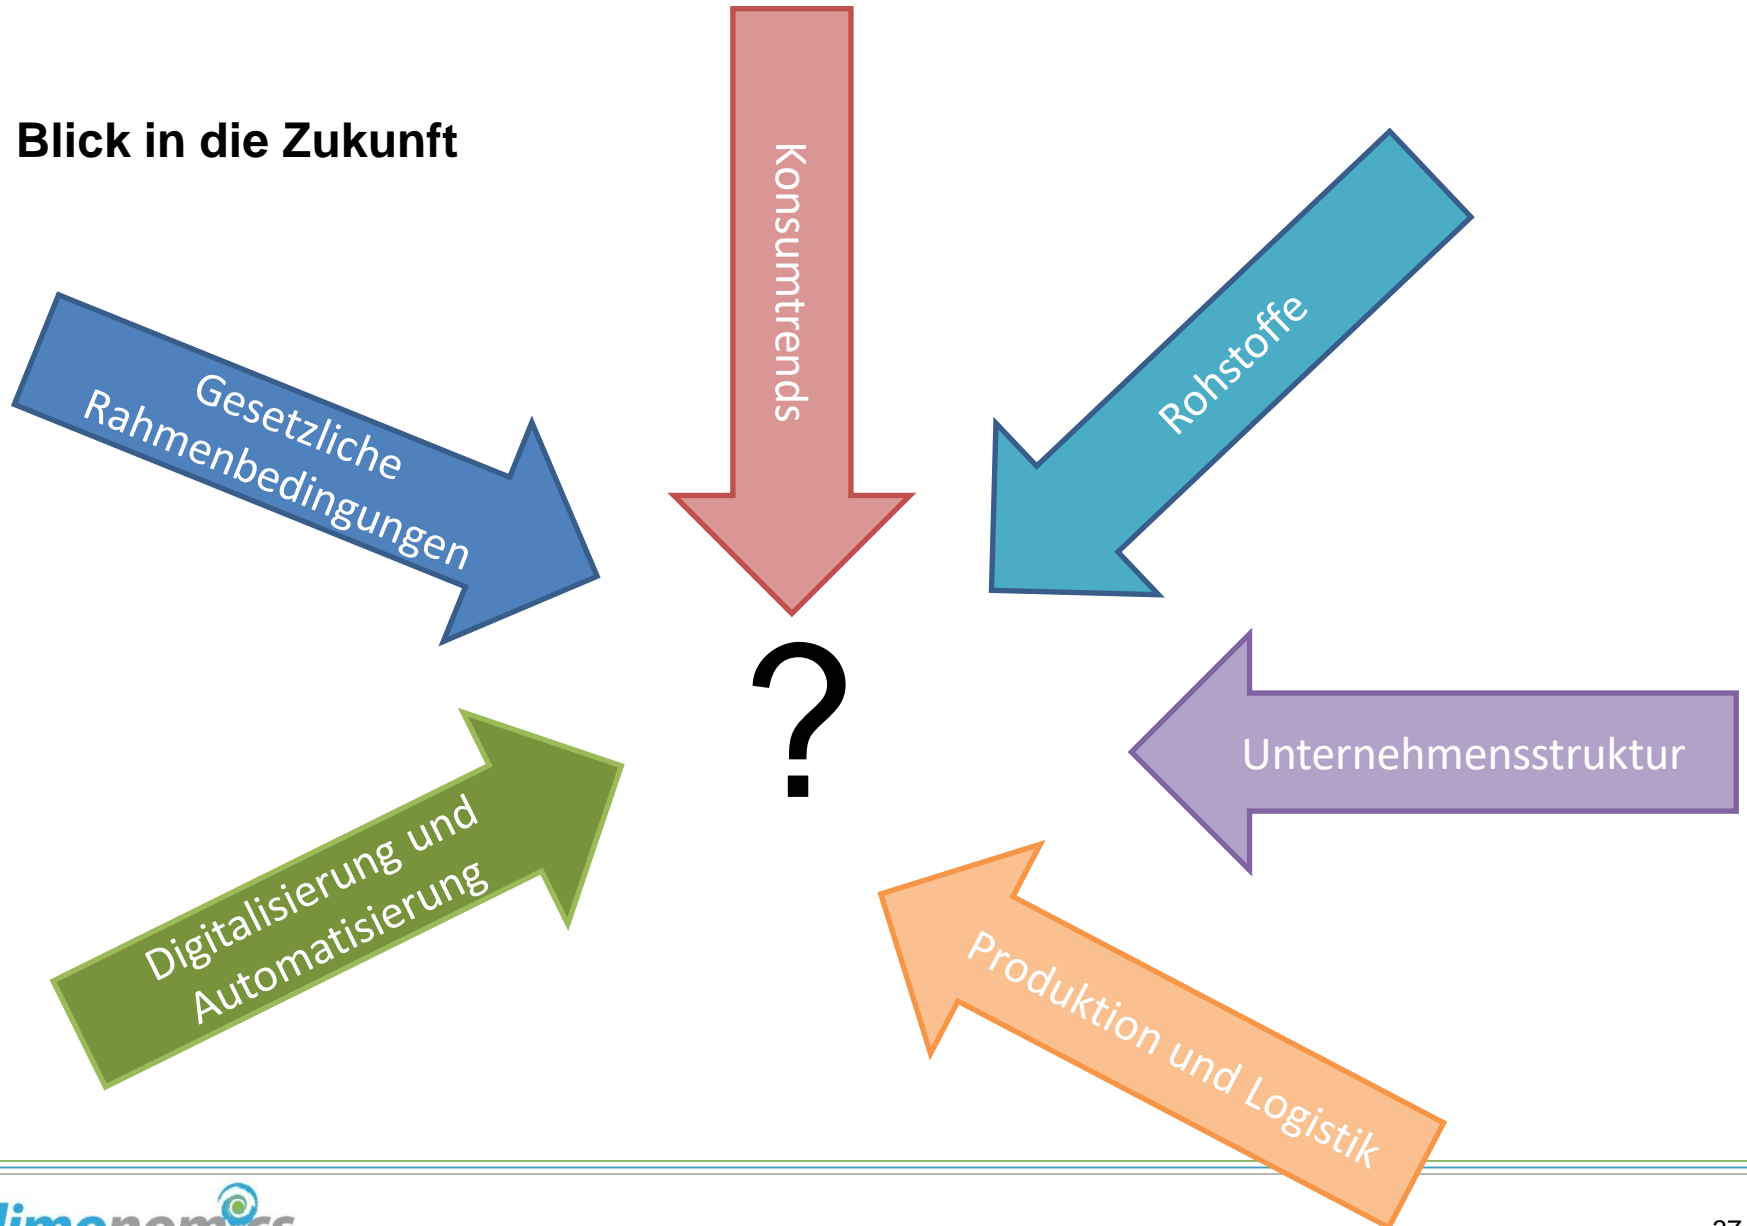 Blick in die Zukunft
Konsumtrends
Rohstoffe
Gesetzliche
Rahmenbedingungen
?
Unternehmensstruktur
Digitalisierung und
Automatisierung
Produktion und Logistik